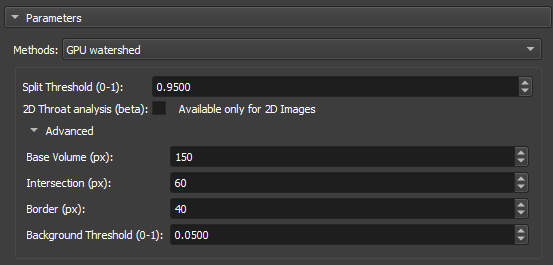 Parameters
Methods: GPU watershed
Split Threshold (0-1): 0.9500
2D Throat analysis (beta): Available only for 2D Images
Advanced
Base Volume (px): 150
Intersection (px): 60
Border (px): 40
Background Threshold (0-1): 0.0500